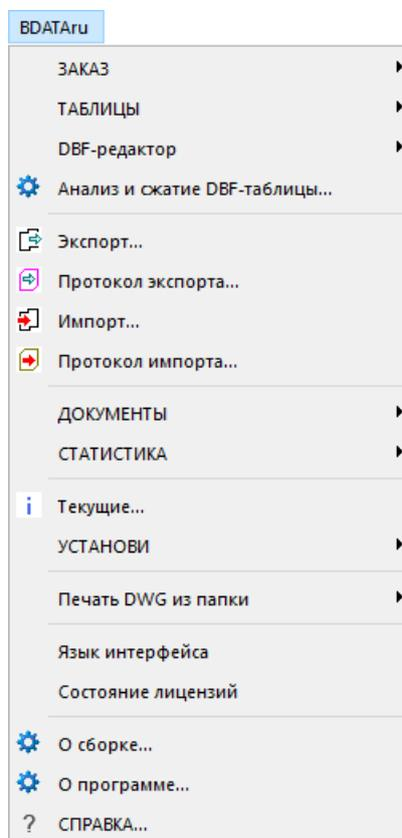 BDATAru
ЗАКАЗ
ТАБЛИЦЫ
DBF-редактор
Анализ и сжатие DBF-таблицы...
Экспорт...
Протокол экспорта...
Импорт...
Протокол импорта...
ДОКУМЕНТЫ
СТАТИСТИКА
Текущие...
УСТАНОВИ
Печать DWG из папки
Язык интерфейса
Состояние лицензий
О сборке...
О программе...
СПРАВКА...